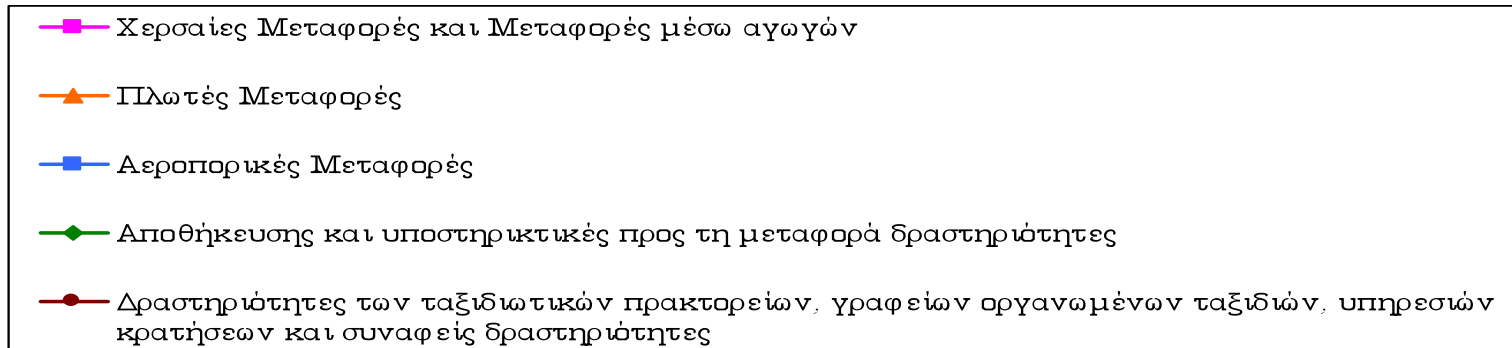 Χερσαίες Μεταφορές και Μεταφορές μέσω αγωγών
Πλωτές Μεταφορές
Αεροπορικές Μεταφορές
Αποθήκευσης και υποστηρικτικές προς τη μεταφορά δραστηριότητες
Δραστηριότητες των ταξιδιωτικών πρακτορείων, γραφείων οργανωμένων ταξιδιών, υπηρεσιών
κρατήσεων και συναφείς δραστηριότητες